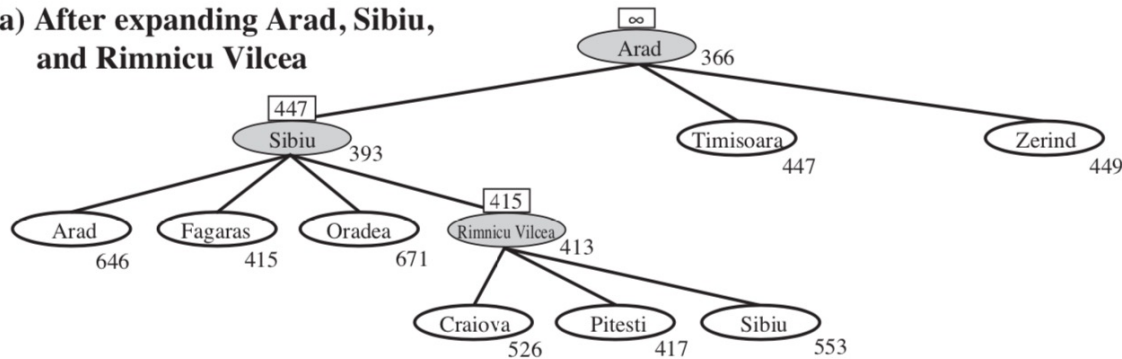 a) After expanding Arad, Sibiu,
and Rimnicu Vilcea
∞
Arad
366
447
Sibiu
393
Timisoara
447
Zerind
449
Arad
646
Fagaras
415
Oradea
671
415
Rimnicu Vilcea
413
Craiova
526
Pitesti
417
Sibiu
553